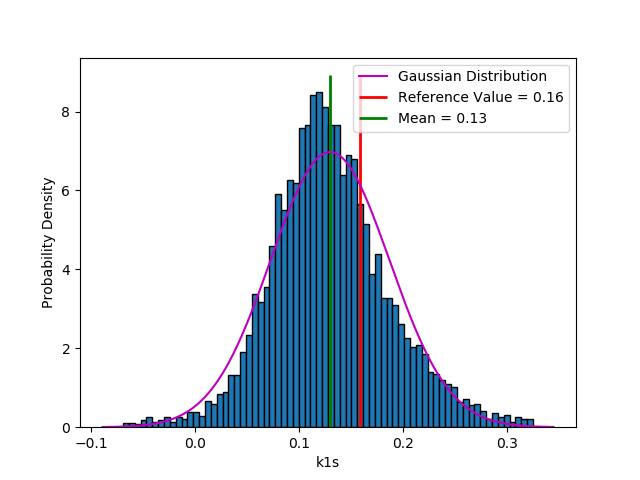 Gaussian Distribution
Reference Value = 0.16
Mean = 0.13
Probability Density
8
6
4
2
0
−0.1
0.0
0.1
0.2
0.3
k1s